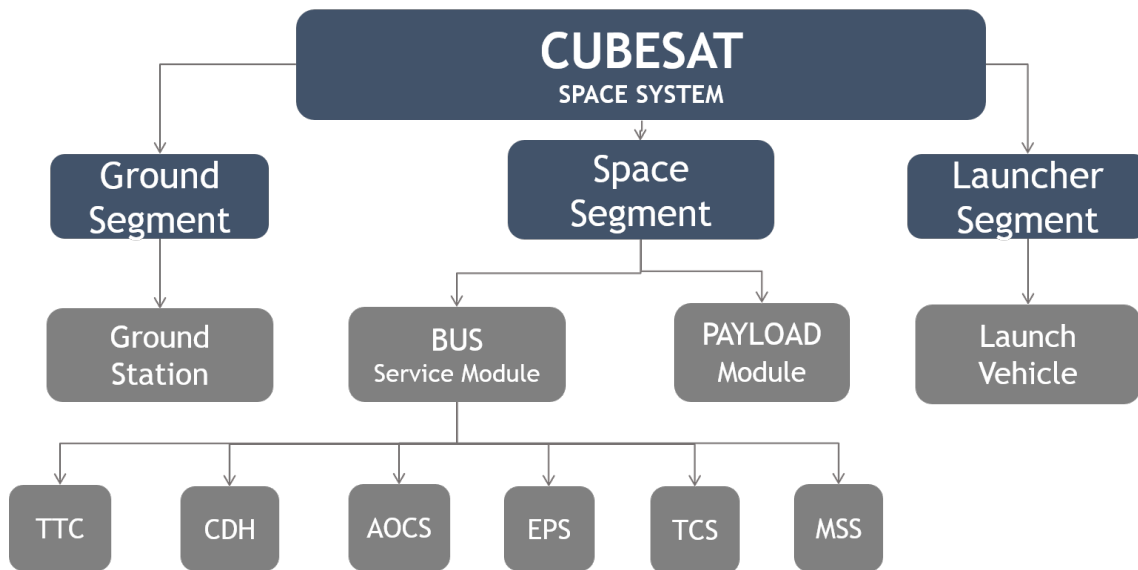 CUBESAT
SPACE SYSTEM
Ground
Segment
Space
Segment
Launcher
Segment
Ground
Station
BUS
Service Module
PAYLOAD
Module
Launch
Vehicle
TTC
CDH
AOCS
EPS
TCS
MSS